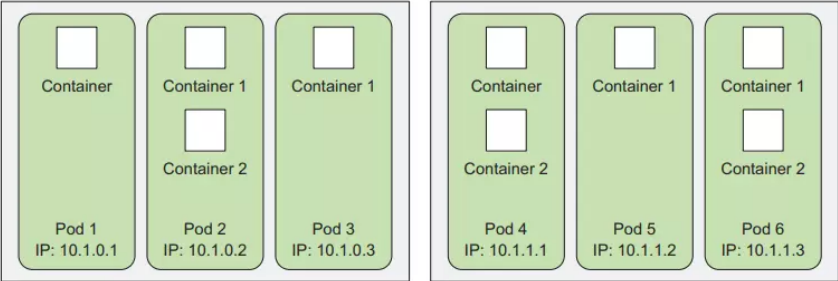 Container
Container 1
Container 1
Container 2
Pod 1
IP: 10.1.0.1
Pod 2
IP: 10.1.0.2
Pod 3
IP: 10.1.0.3
Container
Container 1
Container 1
Container 2
Container 2
Pod 4
IP: 10.1.1.1
Pod 5
IP: 10.1.1.2
Pod 6
IP: 10.1.1.3